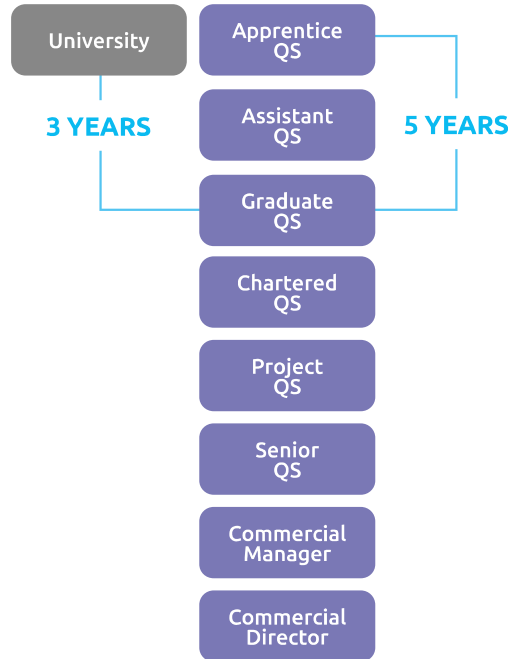 University
Apprentice
QS
3 YEARS
Assistant
QS
5 YEARS
Graduate
QS
Chartered
QS
Project
QS
Senior
QS
Commercial
Manager
Commercial
Director